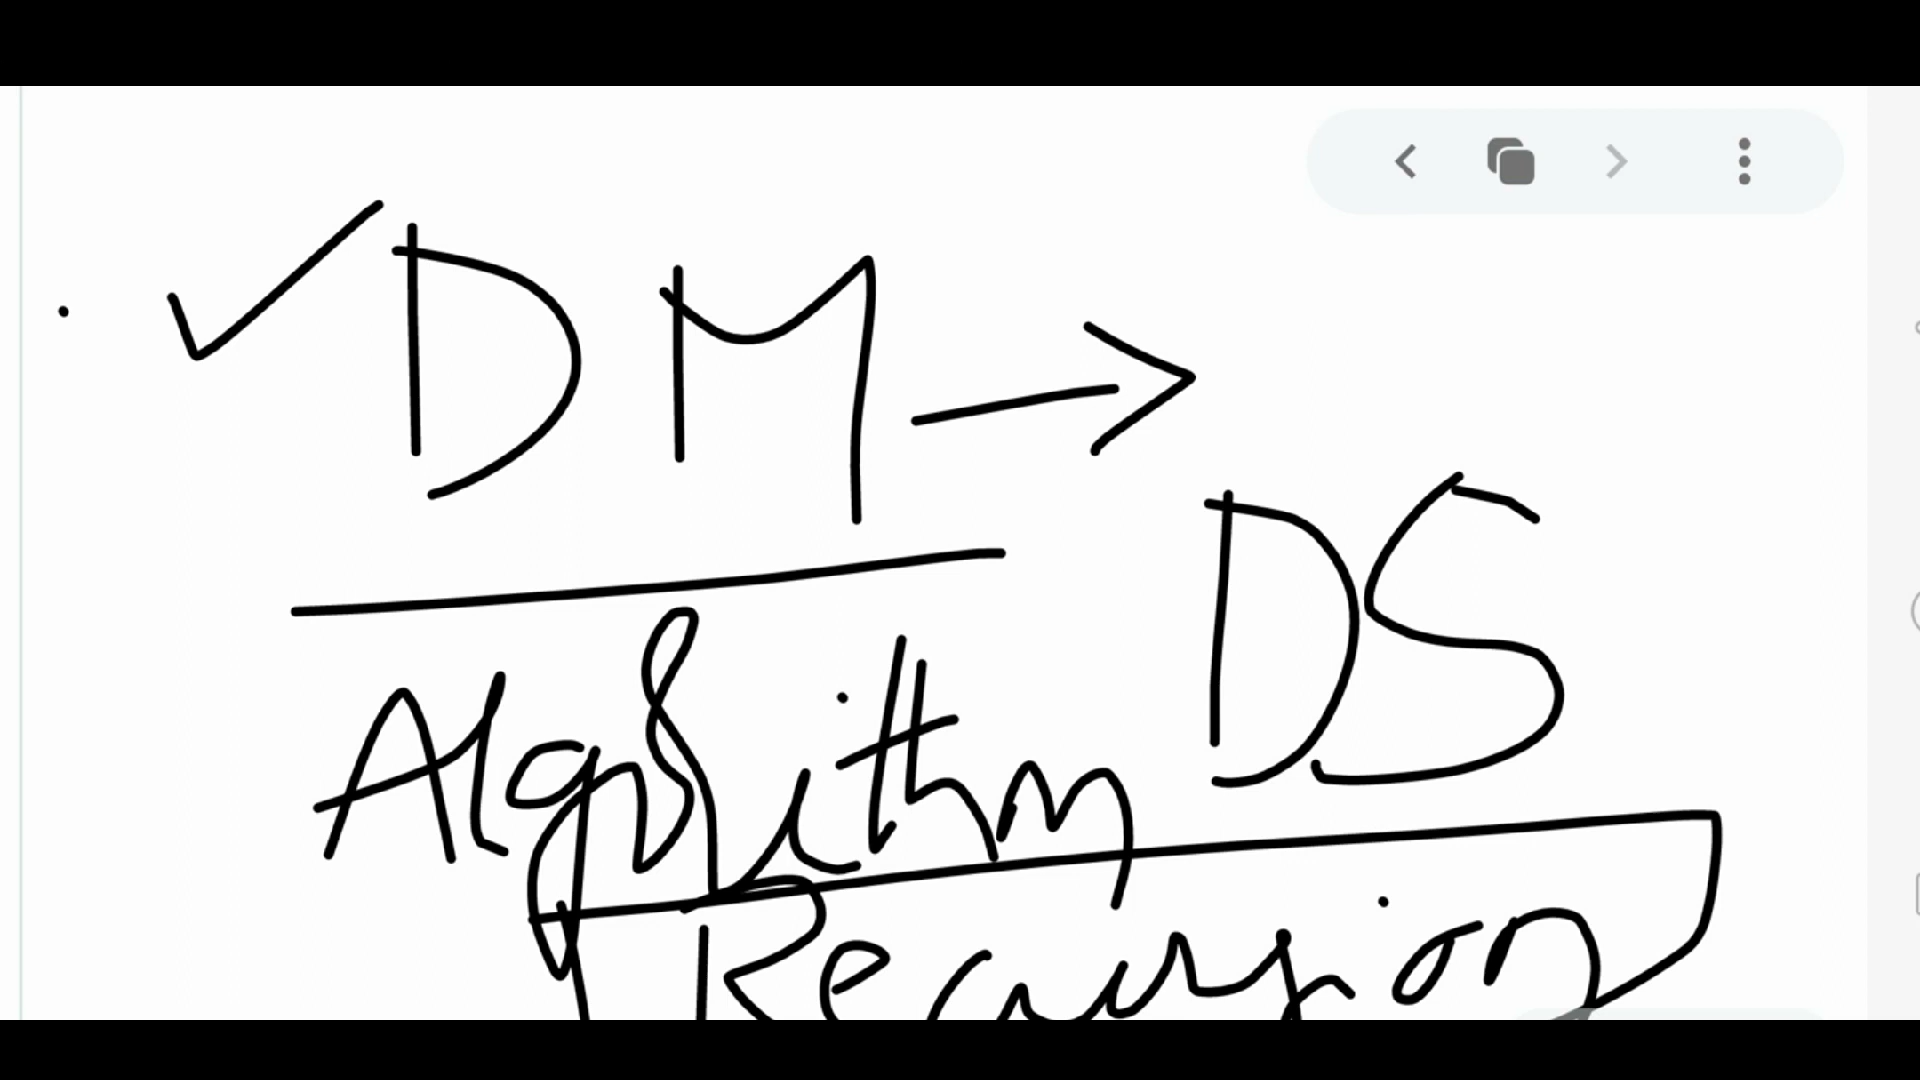 ✓ DM →
DS
Algorithm
Recursion